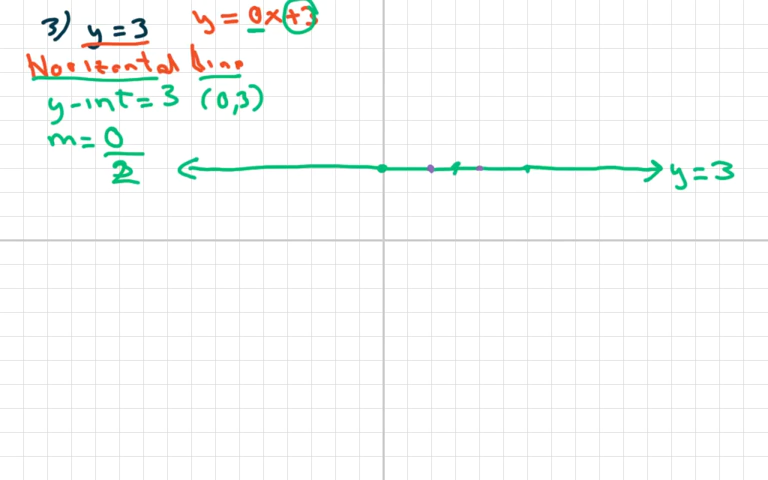 3) y = 3 y = 0x + 3
Horizontal line
y-int = 3 (0,3)
m = 0
2
y = 3